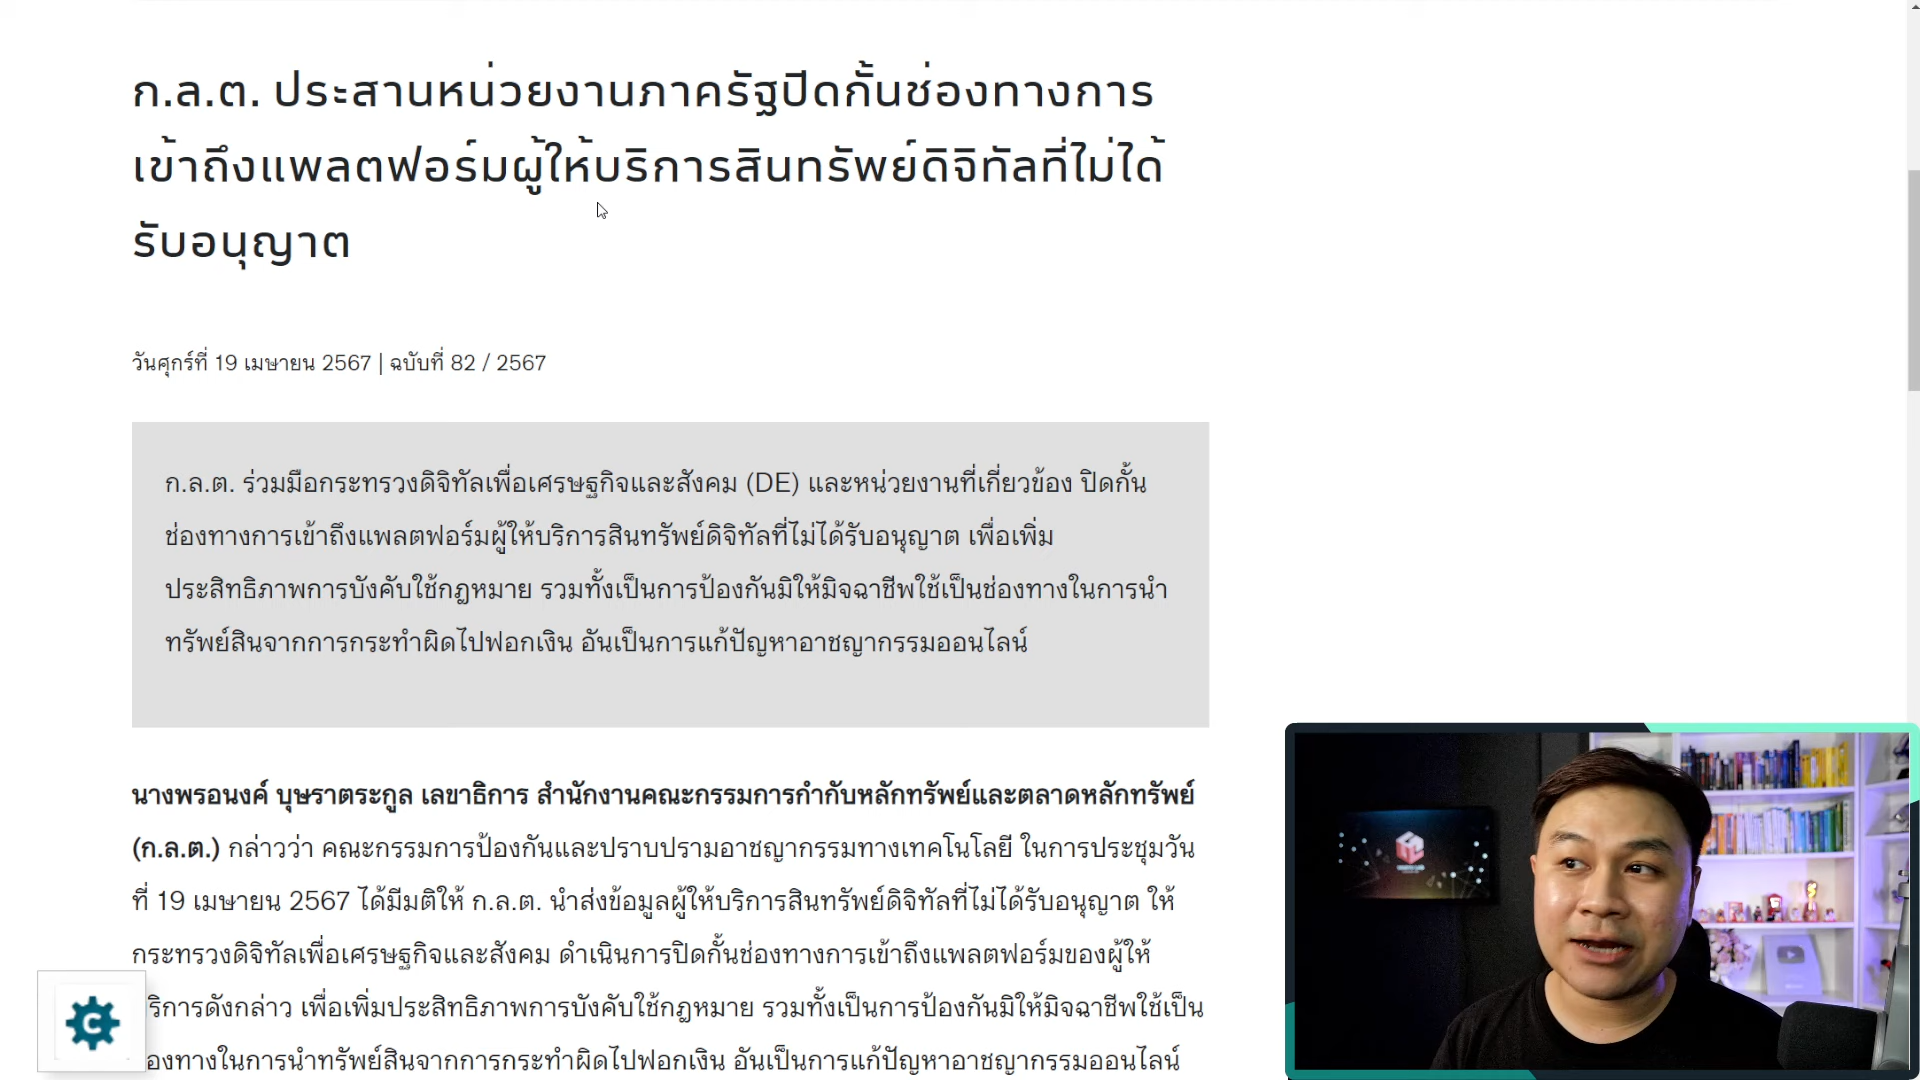 ก.ล.ต. ประสานหน่วยงานภาครัฐปิดกั้นช่องทางการ
เข้าถึงแพลตฟอร์มผู้ให้บริการสินทรัพย์ดิจิทัลที่ไม่ได้
รับอนุญาต
วันศุกร์ที่ 19 เมษายน 2567 | ฉบับที่ 82 / 2567
ก.ล.ต. ร่วมมือกระทรวงดิจิทัลเพื่อเศรษฐกิจและสังคม (DE) และหน่วยงานที่เกี่ยวข้อง ปิดกั้น
ช่องทางการเข้าถึงแพลตฟอร์มผู้ให้บริการสินทรัพย์ดิจิทัลที่ไม่ได้รับอนุญาต เพื่อเพิ่ม
ประสิทธิภาพการบังคับใช้กฎหมาย รวมทั้งเป็นการป้องกันมิให้มิจฉาชีพใช้เป็นช่องทางในการนำ
ทรัพย์สินจากการกระทำผิดไปฟอกเงิน อันเป็นการแก้ปัญหาอาชญากรรมออนไลน์
นางพรอนงค์ บุษราตระกูล เลขาธิการ สำนักงานคณะกรรมการกำกับหลักทรัพย์และตลาดหลักทรัพย์
(ก.ล.ต.) กล่าวว่า คณะกรรมการป้องกันและปราบปรามอาชญากรรมทางเทคโนโลยี ในการประชุมวัน
ที่ 19 เมษายน 2567 ได้มีมติให้ ก.ล.ต. นำส่งข้อมูลผู้ให้บริการสินทรัพย์ดิจิทัลที่ไม่ได้รับอนุญาต ให้
กระทรวงดิจิทัลเพื่อเศรษฐกิจและสังคม ดำเนินการปิดกั้นช่องทางการเข้าถึงแพลตฟอร์มของผู้ให้
ริการดังกล่าว เพื่อเพิ่มประสิทธิภาพการบังคับใช้กฎหมาย รวมทั้งเป็นการป้องกันมิให้มิจฉาชีพใช้เป็น
องทางในการนำทรัพย์สินจากการกระทำผิดไปฟอกเงิน อันเป็นการแก้ปัญหาอาชญากรรมออนไลน์